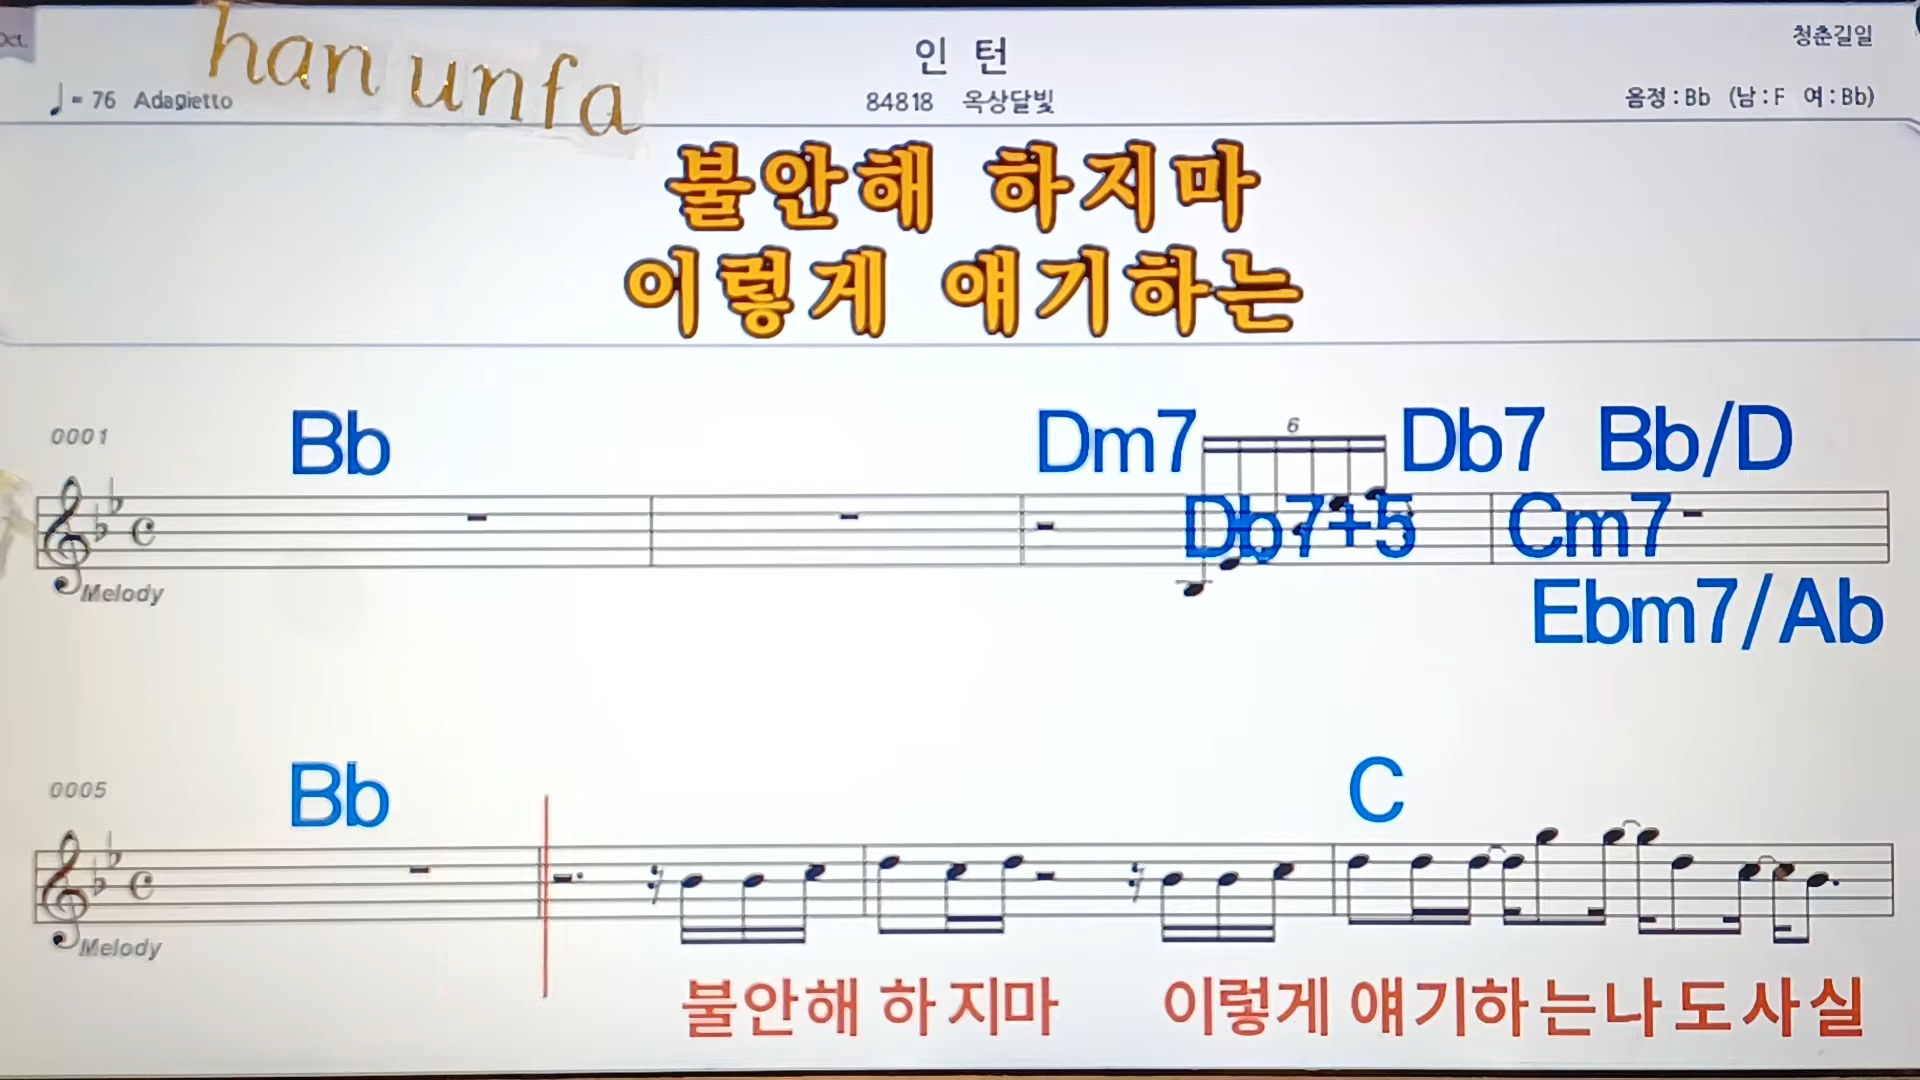 han unfa
인 턴
청춘길일
♩= 76 Adagietto
84818 옥상달빛
음정 : Bb (남 : F 여 : Bb)
불안해 하지마
이렇게 얘기하는
0001 Bb Dm7 6 Db7 Bb/D
Db7+5 Cm7
Melody Ebm7/Ab
0005 Bb C
Melody
불안해 하 지마 이렇게 얘 기하 는나 도 사 실